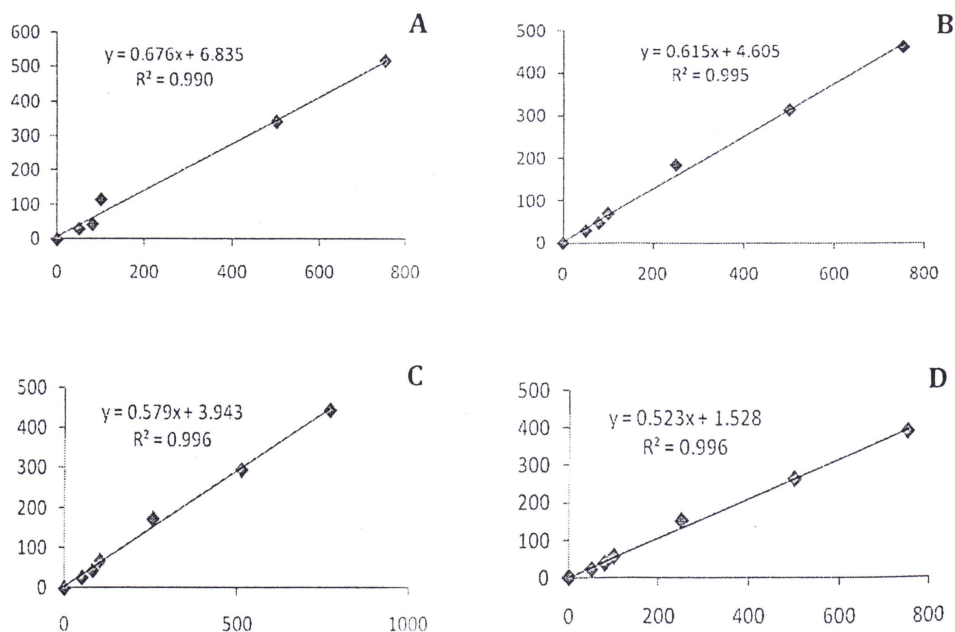 A
600
500
400
300
200
100
0
y = 0.676x + 6.835
R² = 0.990
0 200 400 600 800
B
500
400
300
200
100
0
y = 0.615x + 4.605
R² = 0.995
0 200 400 600 800
C
500
400
300
200
100
0
y = 0.579x + 3.943
R² = 0.996
0 500 1000
D
500
400
300
200
100
0
y = 0.523x + 1.528
R² = 0.996
0 200 400 600 800